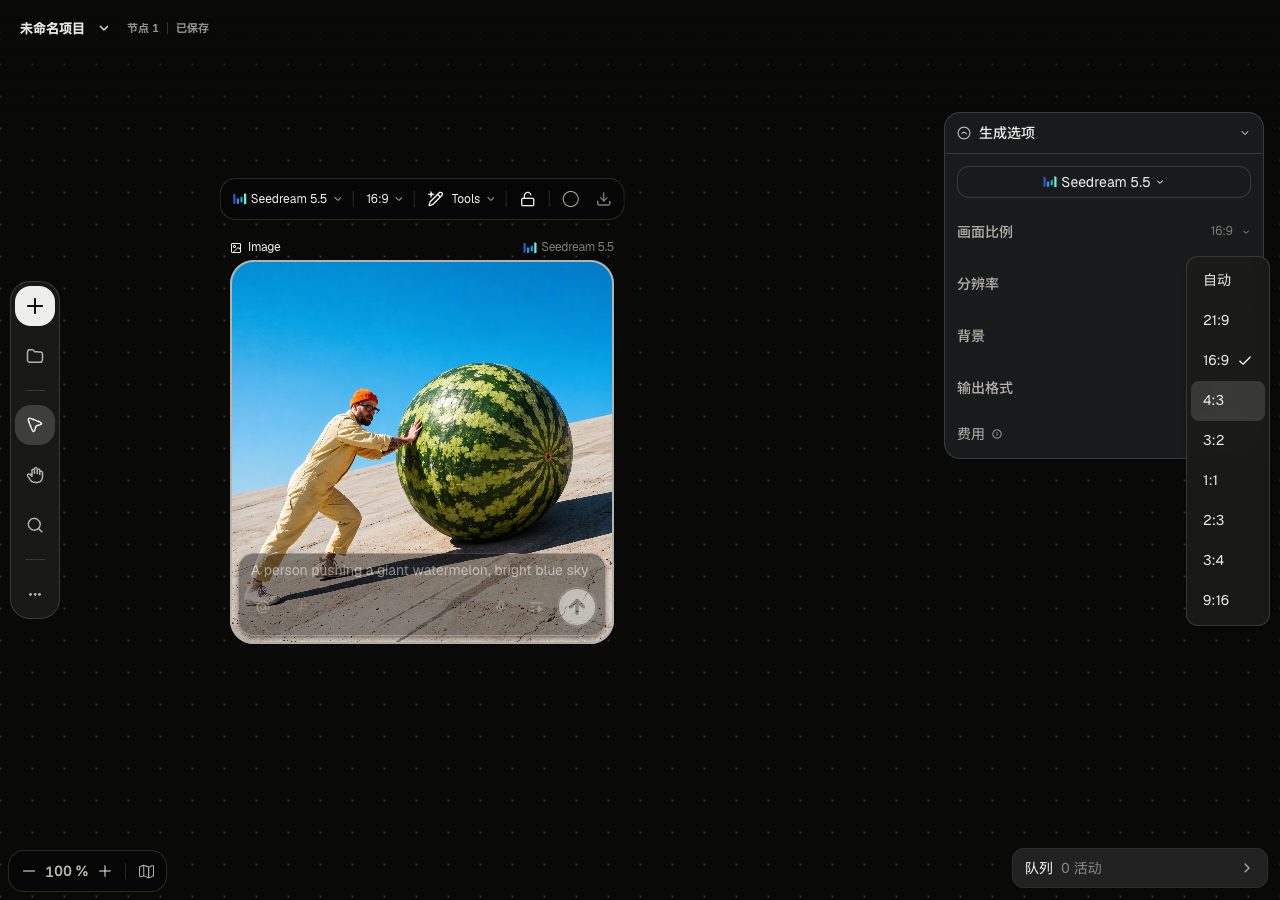 未命名项目 节点 1 已保存
生成选项
Seedream 5.5
画面比例 16:9
分辨率
背景
输出格式
费用
自动
21:9
16:9
4:3
3:2
1:1
2:3
3:4
9:16
Seedream 5.5 16:9 Tools
Image Seedream 5.5
A person pushing a giant watermelon, bright blue sky
100 %
队列 0 活动